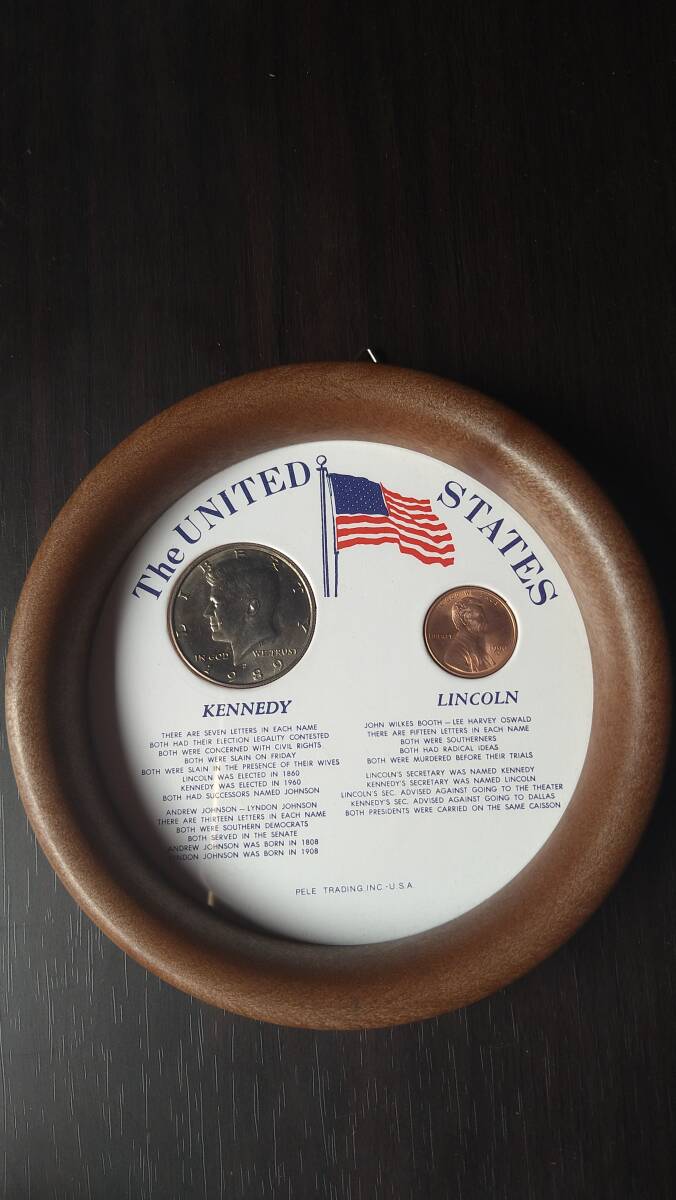 The UNITED STATES
LIBERTY
IN GOD WE TRUST
P
1989
IN GOD WE TRUST
LIBERTY
KENNEDY
THERE ARE SEVEN LETTERS IN EACH NAME
BOTH HAD THEIR ELECTION LEGALITY CONTESTED
BOTH WERE CONCERNED WITH CIVIL RIGHTS
BOTH WERE SLAIN ON FRIDAY
BOTH WERE SLAIN IN THE PRESENCE OF THEIR WIVES
LINCOLN WAS ELECTED IN 1860
KENNEDY WAS ELECTED IN 1960
BOTH HAD SUCCESSORS NAMED JOHNSON
ANDREW JOHNSON — LYNDON JOHNSON
THERE ARE THIRTEEN LETTERS IN EACH NAME
BOTH WERE SOUTHERN DEMOCRATS
BOTH SERVED IN THE SENATE
ANDREW JOHNSON WAS BORN IN 1808
LYNDON JOHNSON WAS BORN IN 1908
LINCOLN
JOHN WILKES BOOTH — LEE HARVEY OSWALD
THERE ARE FIFTEEN LETTERS IN EACH NAME
BOTH WERE SOUTHERNERS
BOTH HAD RADICAL IDEAS
BOTH WERE MURDERED BEFORE THEIR TRIALS
LINCOLN'S SECRETARY WAS NAMED KENNEDY
KENNEDY'S SECRETARY WAS NAMED LINCOLN
LINCOLN'S SEC. ADVISED AGAINST GOING TO THE THEATER
KENNEDY'S SEC. ADVISED AGAINST GOING TO DALLAS
BOTH PRESIDENTS WERE CARRIED ON THE SAME CAISSON
PELE TRADING, INC. - U.S.A.